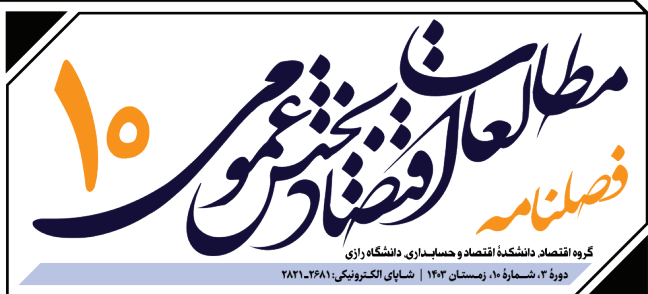 فصلنامه
مطالعات اقتصاد بخش عمومی
۱۰
گروه اقتصاد، دانشکدهٔ اقتصاد و حسابداری، دانشگاه رازی
دورهٔ ۳، شمارهٔ ۱۰، زمستان ۱۴۰۳ | شاپای الکترونیکی: ۲۶۸۱-۲۸۲۱